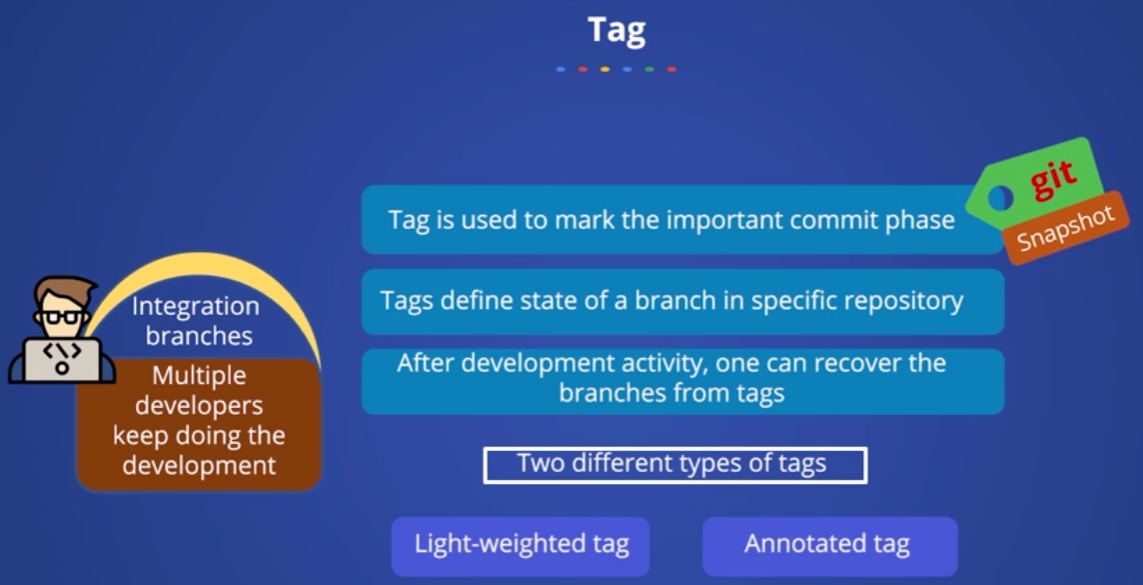 Tag
Tag is used to mark the important commit phase
git
Snapshot
Tags define state of a branch in specific repository
Integration
branches
Multiple
developers
keep doing the
development
After development activity, one can recover the
branches from tags
Two different types of tags
Light-weighted tag
Annotated tag